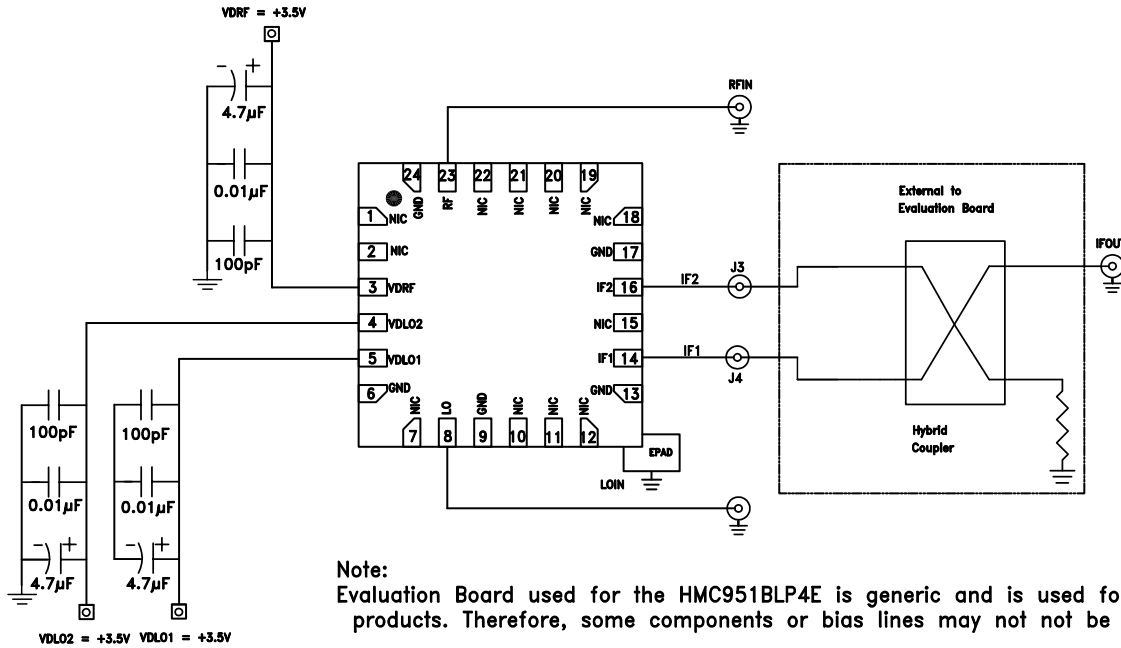 VDRF = +3.5V
- +
4.7µF
0.01µF
100pF
RFIN
24 23 22 21 20 19
GND RF NIC NIC NIC NIC
1 NIC
2 NIC
3 VDRF
4 VDLO2
5 VDLO1
6 GND
NIC 18
GND 17
IF2 16
NIC 15
IF1 14
GND 13
NIC LO GND NIC NIC NIC
7 8 9 10 11 12
IF2 J3
IF1
J4
External to
Evaluation Board
Hybrid
Coupler
IFOUT
EPAD
LOIN
100pF 100pF
0.01µF 0.01µF
- + - +
4.7µF 4.7µF
VDLO2 = +3.5V VDLO1 = +3.5V
Note:
Evaluation Board used for the HMC951BLP4E is generic and is used fo
products. Therefore, some components or bias lines may not not be